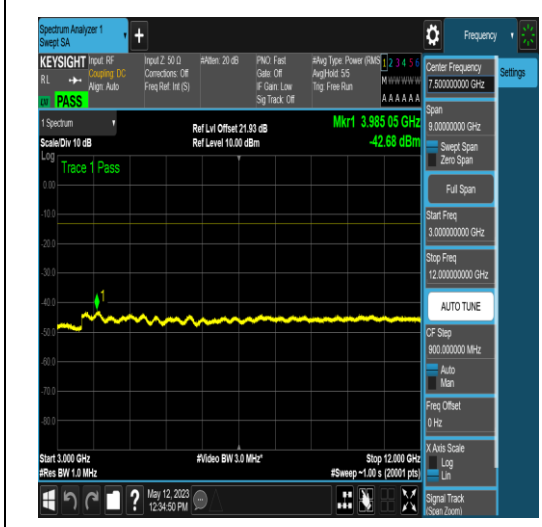 Spectrum Analyzer 1
Swept SA
Frequency
KEYSIGHT
RL
Input: RF
Coupling: DC
Align: Auto
Input Z: 50 Ω
Corrections: Off
Freq Ref: Int (S)
#Atten: 20 dB
PNO: Fast
Gate: Off
IF Gain: Low
Sig Track: Off
#Avg Type: Power (RMS
Avg|Hold: 5/5
Trig: Free Run
1 2 3 4 5 6
M W W W W W
A A A A A A
PASS
Center Frequency
7.500000000 GHz
Settings
Span
9.00000000 GHz
Swept Span
Zero Span
Full Span
Start Freq
3.000000000 GHz
Stop Freq
12.000000000 GHz
AUTO TUNE
CF Step
900.000000 MHz
Auto
Man
Freq Offset
0 Hz
X Axis Scale
Log
Lin
Signal Track
(Span Zoom)
1 Spectrum
Scale/Div 10 dB
Ref Lvl Offset 21.93 dB
Ref Level 10.00 dBm
Mkr1 3.985 05 GHz
-42.68 dBm
Log
Trace 1 Pass
0.00
-10.0
-20.0
-30.0
-40.0
-50.0
-60.0
-70.0
-80.0
1
Start 3.000 GHz
#Res BW 1.0 MHz
#Video BW 3.0 MHz*
Stop 12.000 GHz
#Sweep ~1.00 s (20001 pts)
?
May 12, 2023
12:34:50 PM